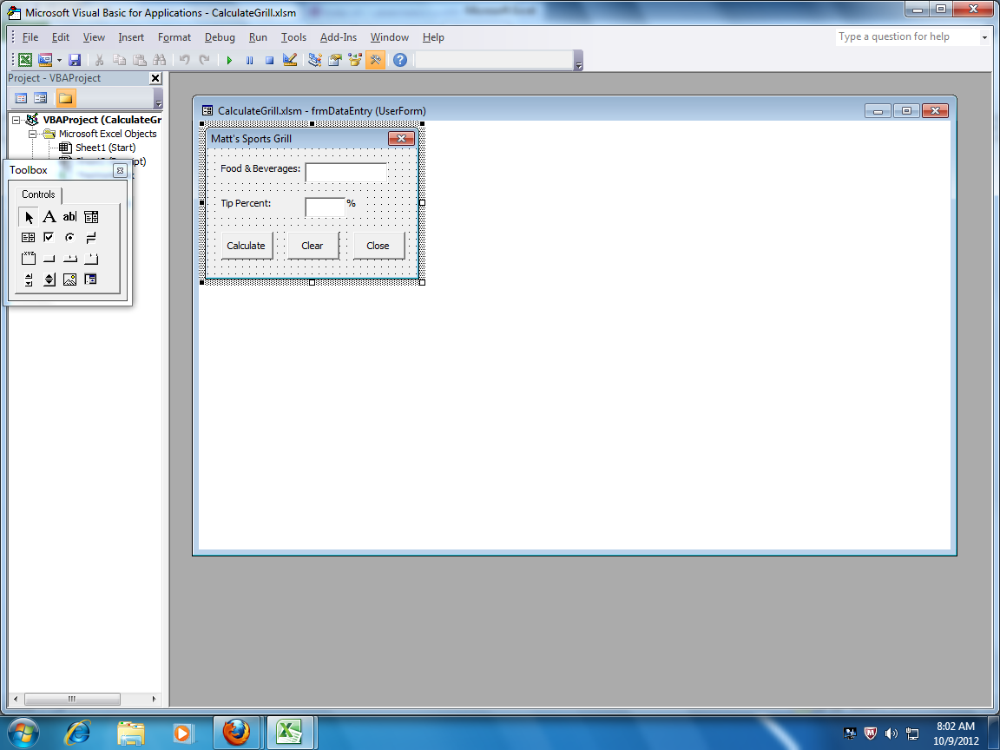 Microsoft Visual Basic for Applications - CalculateGrill.xlsm
File Edit View Insert Format Debug Run Tools Add-Ins Window Help
Type a question for help
Project - VBAProject
VBAProject (CalculateGr
Microsoft Excel Objects
Sheet1 (Start)
Toolbox
Controls
A ab|
xyz
CalculateGrill.xlsm - frmDataEntry (UserForm)
Matt's Sports Grill
Food & Beverages:
Tip Percent:
%
Calculate Clear Close
8:02 AM
10/9/2012